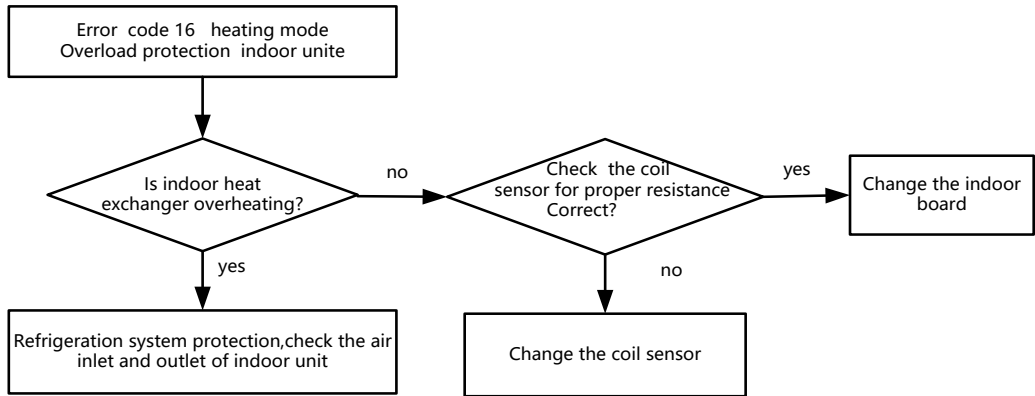 Error code 16 heating mode
Overload protection indoor unite
Is indoor heat
exchanger overheating?
no
Check the coil
sensor for proper resistance
Correct?
yes
Change the indoor
board
yes
no
Refrigeration system protection,check the air
inlet and outlet of indoor unit
Change the coil sensor